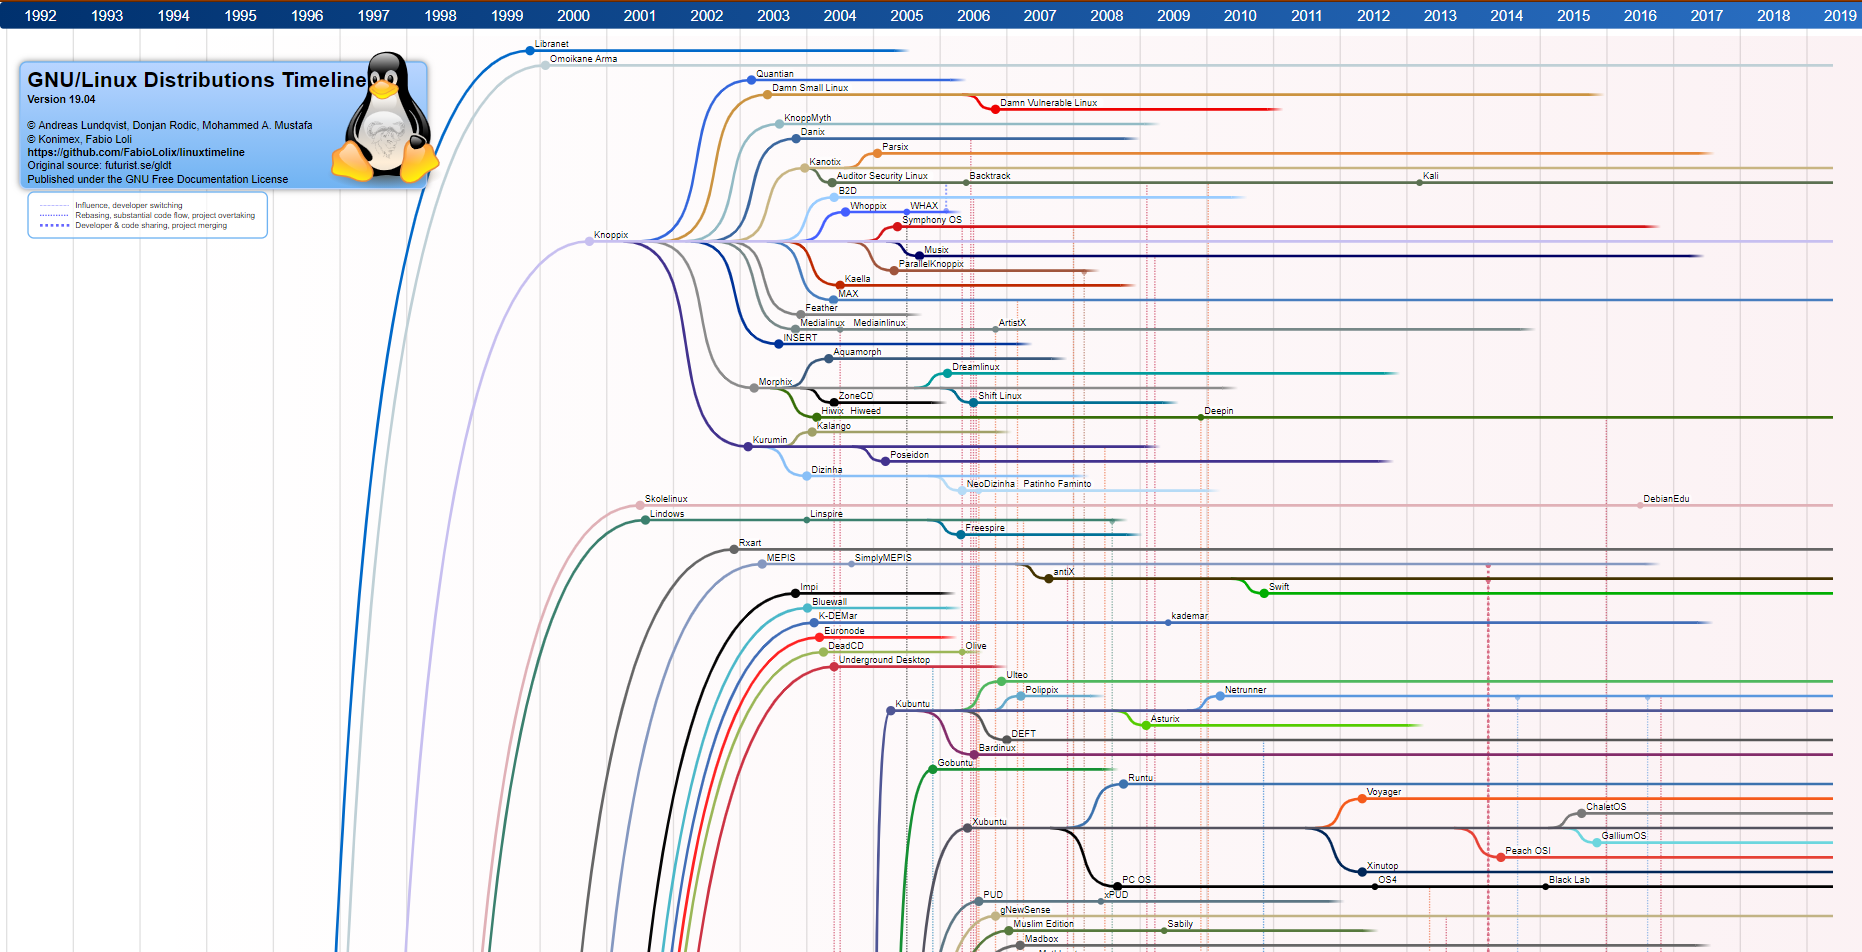 1992 1993 1994 1995 1996 1997 1998 1999 2000 2001 2002 2003 2004 2005 2006 2007 2008 2009 2010 2011 2012 2013 2014 2015 2016 2017 2018 2019
GNU/Linux Distributions Timeline
Version 19.04
© Andreas Lundqvist, Donjan Rodic, Mohammed A. Mustafa
© Konimex, Fabio Loli
https://github.com/FabioLolix/linuxtimeline
Original source: futurist.se/gldt
Published under the GNU Free Documentation License
Influence, developer switching
Rebasing, substantial code flow, project overtaking
Developer & code sharing, project merging
Libranet
Omoikane Arma
Quantian
Damn Small Linux
Damn Vulnerable Linux
KnoppMyth
Danix
Parsix
Kanotix
Auditor Security Linux Backtrack Kali
B2D
Whoppix WHAX
Symphony OS
Knoppix
Musix
ParallelKnoppix
Kaella
MAX
Feather
Medialinux Mediainlinux ArtistX
INSERT
Aquamorph
Dreamlinux
Morphix
ZoneCD Shift Linux
Hiwix Hiweed Deepin
Kalango
Kurumin
Poseidon
Dizinha
NeoDizinha Patinho Faminto
Skolelinux DebianEdu
Lindows Linspire
Freespire
Rxart
MEPIS SimplyMEPIS
antiX
Impi Swift
Bluewall
K-DEMar kademar
Euronode
DeadCD Olive
Underground Desktop
Ulteo
Polippix Netrunner
Kubuntu
Asturix
DEFT
Bardinux
Gobuntu
Runtu
Voyager
ChaletOS
Xubuntu
GalliumOS
Peach OSI
Xinutop
PC OS OS4 Black Lab
PUD xPUD
gNewSense
Muslim Edition Sabily
Madbox